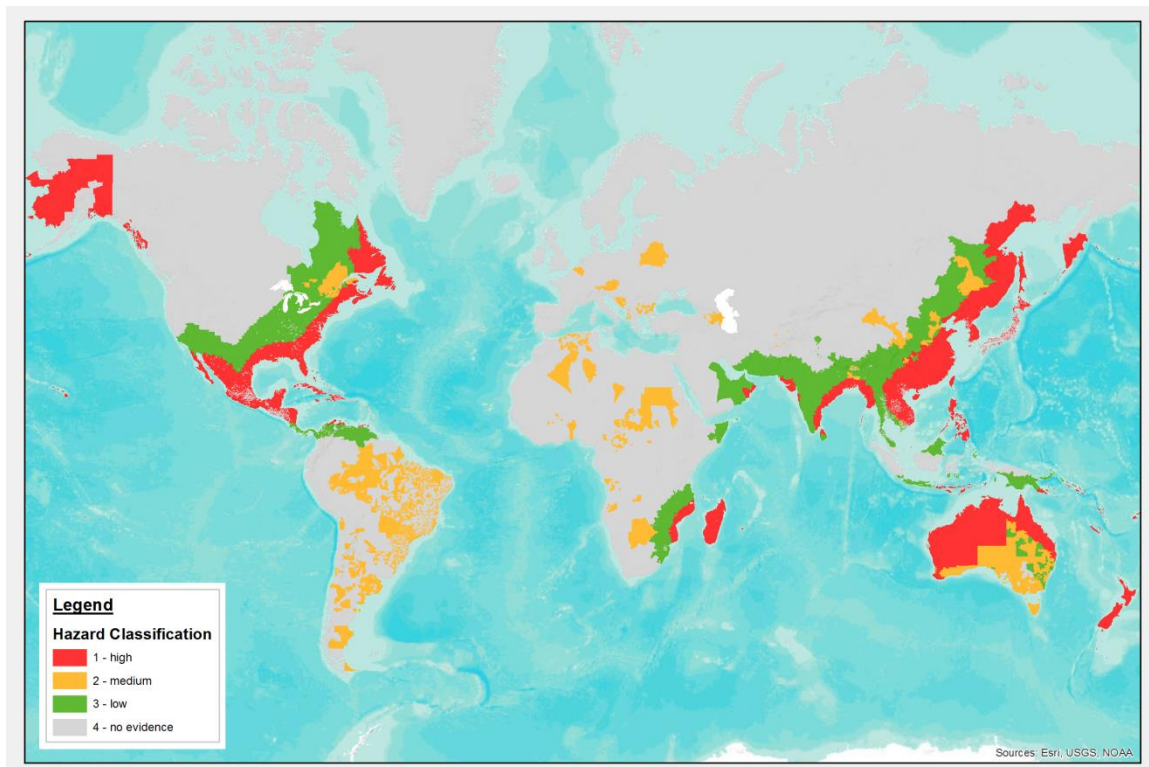 Legend
Hazard Classification
1 - high
2 - medium
3 - low
4 - no evidence
Sources: Esri, USGS, NOAA